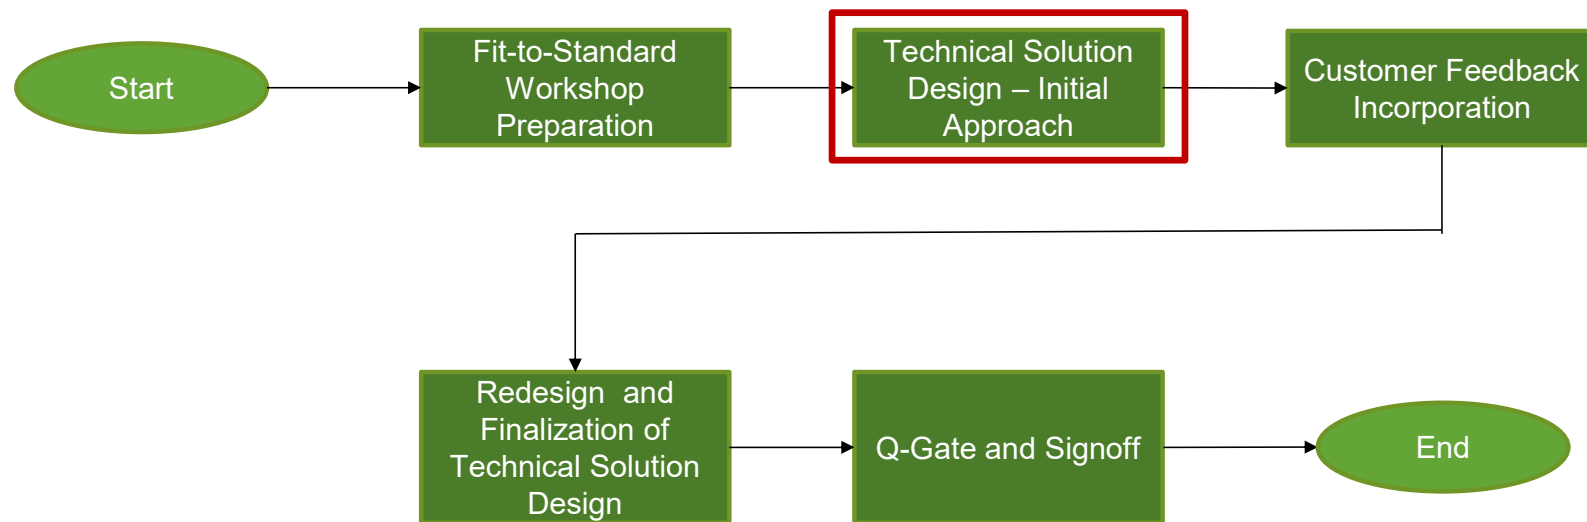 Start
Fit-to-Standard
Workshop
Preparation
Technical Solution
Design – Initial
Approach
Customer Feedback
Incorporation
Redesign and
Finalization of
Technical Solution
Design
Q-Gate and Signoff
End